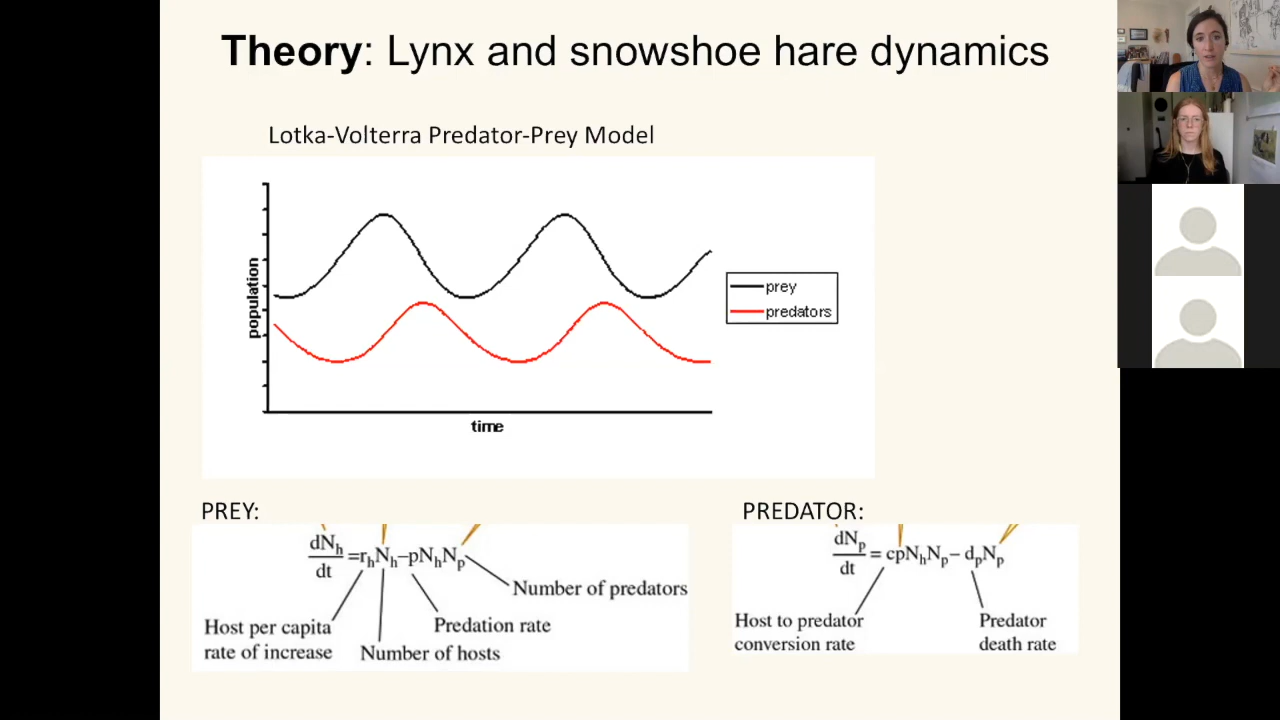 Theory: Lynx and snowshoe hare dynamics
Lotka-Volterra Predator-Prey Model
population
prey
predators
time
PREY:
dNh/dt =rhNh–pNhNp
Number of predators
Host per capita
rate of increase
Predation rate
Number of hosts
PREDATOR:
dNp/dt = cpNhNp– dpNp
Host to predator
conversion rate
Predator
death rate